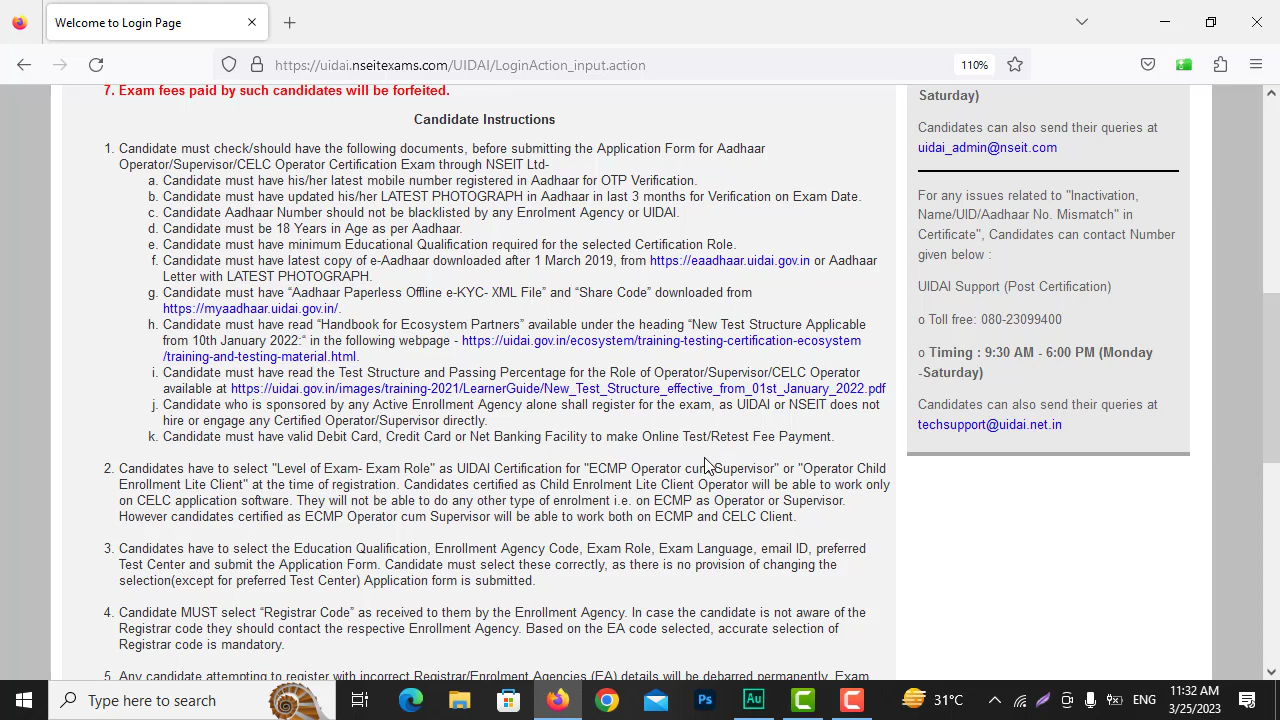 Welcome to Login Page
https://uidai.nseitexams.com/UIDAI/LoginAction_input.action
110%
7. Exam fees paid by such candidates will be forfeited.
Candidate Instructions
1. Candidate must check/should have the following documents, before submitting the Application Form for Aadhaar
Operator/Supervisor/CELC Operator Certification Exam through NSEIT Ltd-
a. Candidate must have his/her latest mobile number registered in Aadhaar for OTP Verification.
b. Candidate must have updated his/her LATEST PHOTOGRAPH in Aadhaar in last 3 months for Verification on Exam Date.
c. Candidate Aadhaar Number should not be blacklisted by any Enrolment Agency or UIDAI.
d. Candidate must be 18 Years in Age as per Aadhaar.
e. Candidate must have minimum Educational Qualification required for the selected Certification Role.
f. Candidate must have latest copy of e-Aadhaar downloaded after 1 March 2019, from https://eaadhaar.uidai.gov.in or Aadhaar
Letter with LATEST PHOTOGRAPH.
g. Candidate must have “Aadhaar Paperless Offline e-KYC- XML File” and “Share Code” downloaded from
https://myaadhaar.uidai.gov.in/.
h. Candidate must have read “Handbook for Ecosystem Partners” available under the heading “New Test Structure Applicable
from 10th January 2022:“ in the following webpage - https://uidai.gov.in/ecosystem/training-testing-certification-ecosystem
/training-and-testing-material.html.
i. Candidate must have read the Test Structure and Passing Percentage for the Role of Operator/Supervisor/CELC Operator
available at https://uidai.gov.in/images/training-2021/LearnerGuide/New_Test_Structure_effective_from_01st_January_2022.pdf
j. Candidate who is sponsored by any Active Enrollment Agency alone shall register for the exam, as UIDAI or NSEIT does not
hire or engage any Certified Operator/Supervisor directly.
k. Candidate must have valid Debit Card, Credit Card or Net Banking Facility to make Online Test/Retest Fee Payment.
2. Candidates have to select "Level of Exam- Exam Role" as UIDAI Certification for "ECMP Operator cum Supervisor" or "Operator Child
Enrollment Lite Client" at the time of registration. Candidates certified as Child Enrolment Lite Client Operator will be able to work only
on CELC application software. They will not be able to do any other type of enrolment i.e. on ECMP as Operator or Supervisor.
However candidates certified as ECMP Operator cum Supervisor will be able to work both on ECMP and CELC Client.
3. Candidates have to select the Education Qualification, Enrollment Agency Code, Exam Role, Exam Language, email ID, preferred
Test Center and submit the Application Form. Candidate must select these correctly, as there is no provision of changing the
selection(except for preferred Test Center) Application form is submitted.
4. Candidate MUST select “Registrar Code” as received to them by the Enrollment Agency. In case the candidate is not aware of the
Registrar code they should contact the respective Enrollment Agency. Based on the EA code selected, accurate selection of
Registrar code is mandatory.
5. Any candidate attempting to register with incorrect Registrar/Enrolment Agencies (EA) details will be debarred permanently. Exam
Saturday)
Candidates can also send their queries at
uidai_admin@nseit.com
For any issues related to "Inactivation,
Name/UID/Aadhaar No. Mismatch" in
Certificate", Candidates can contact Number
given below :
UIDAI Support (Post Certification)
o Toll free: 080-23099400
o Timing : 9:30 AM - 6:00 PM (Monday
-Saturday)
Candidates can also send their queries at
techsupport@uidai.net.in
Type here to search
Ps
Au
31°C
ENG
11:32 AM
3/25/2023